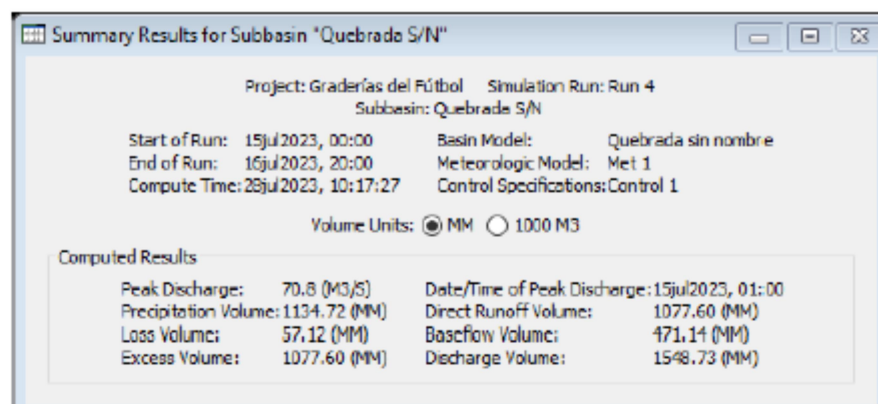 Summary Results for Subbasin "Quebrada S/N"
Project: Graderías del Fútbol Simulation Run: Run 4
Subbasin: Quebrada S/N
Start of Run: 15jul2023, 00:00 Basin Model: Quebrada sin nombre
End of Run: 16jul2023, 20:00 Meteorologic Model: Met 1
Compute Time: 28jul2023, 10:17:27 Control Specifications: Control 1
Volume Units: MM 1000 M3
Computed Results
Peak Discharge: 70.8 (M3/S) Date/Time of Peak Discharge: 15jul2023, 01:00
Precipitation Volume: 1134.72 (MM) Direct Runoff Volume: 1077.60 (MM)
Loss Volume: 57.12 (MM) Baseflow Volume: 471.14 (MM)
Excess Volume: 1077.60 (MM) Discharge Volume: 1548.73 (MM)